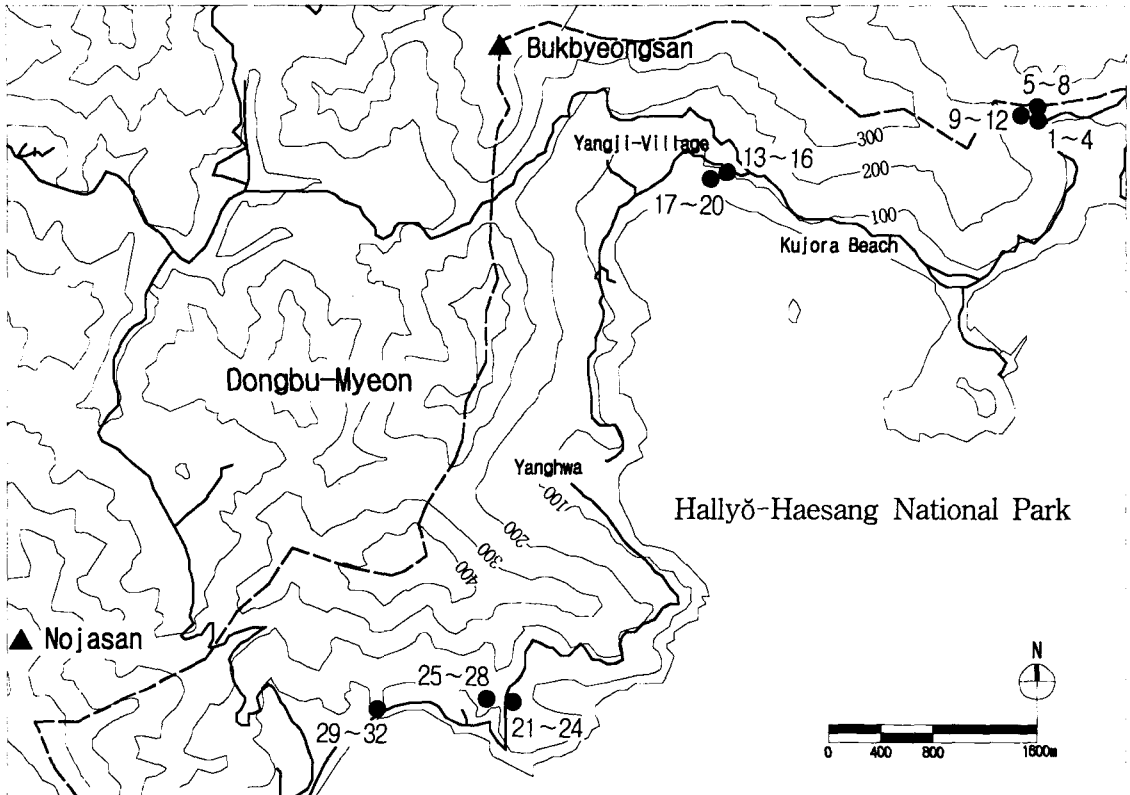 Bukbyeongsan
5~8
9~12
1~4
300
Yangji-Village
13~16
200
17~20
100
Kujora Beach
Dongbu-Myeon
Yanghwa
100
Hallyŏ-Haesang National Park
200
300
400
Nojasan
N
25~28
21~24
29~32
0 400 800 1600m